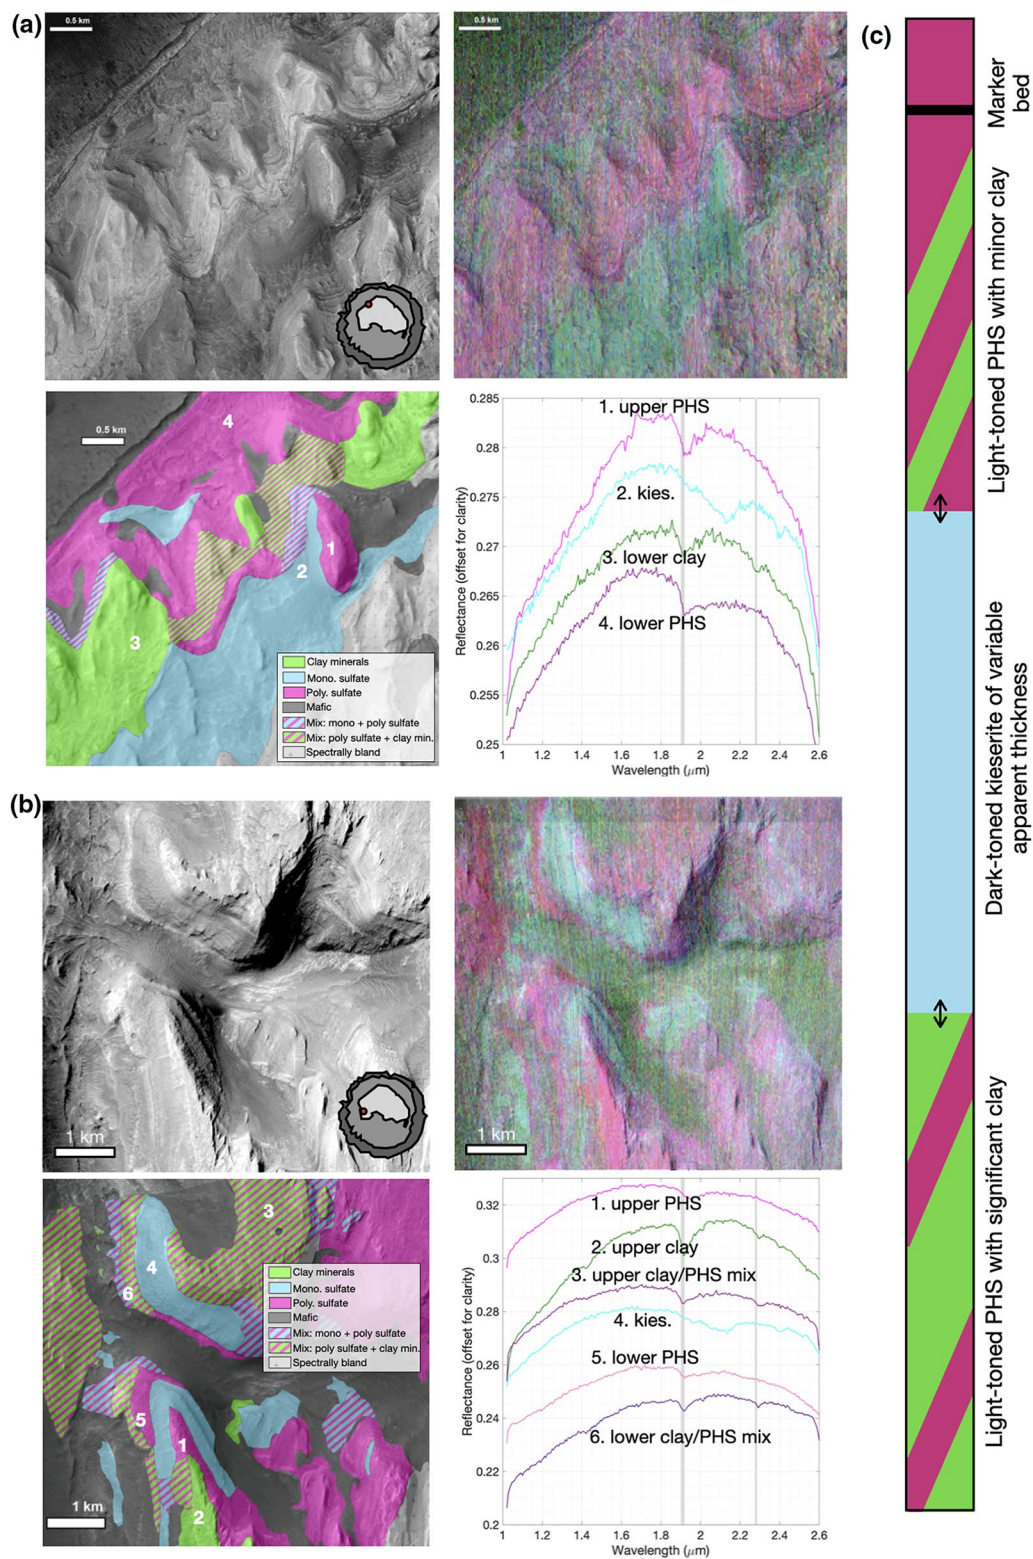 (a)
0.5 km
0.5 km
(c)
Marker
bed
Light-toned PHS with minor clay
Dark-toned kieserite of variable
apparent thickness
Light-toned PHS with significant clay
0.5 km
4
1
2
3
Clay minerals
Mono. sulfate
Poly. sulfate
Mafic
Mix: mono + poly sulfate
Mix: poly sulfate + clay min.
Spectrally bland
0.285
0.28
0.275
0.27
0.265
0.26
0.255
0.25
Reflectance (offset for clarity)
1. upper PHS
2. kies.
3. lower clay
4. lower PHS
1 1.2 1.4 1.6 1.8 2 2.2 2.4 2.6
Wavelength (μm)
(b)
1 km
1 km
3
4
6
5
1
2
1 km
Clay minerals
Mono. sulfate
Poly. sulfate
Mafic
Mix: mono + poly sulfate
Mix: poly sulfate + clay min.
Spectrally bland
0.32
0.3
0.28
0.26
0.24
0.22
0.2
Reflectance (offset for clarity)
1. upper PHS
2. upper clay
3. upper clay/PHS mix
4. kies.
5. lower PHS
6. lower clay/PHS mix
1 1.2 1.4 1.6 1.8 2 2.2 2.4 2.6
Wavelength (μm)